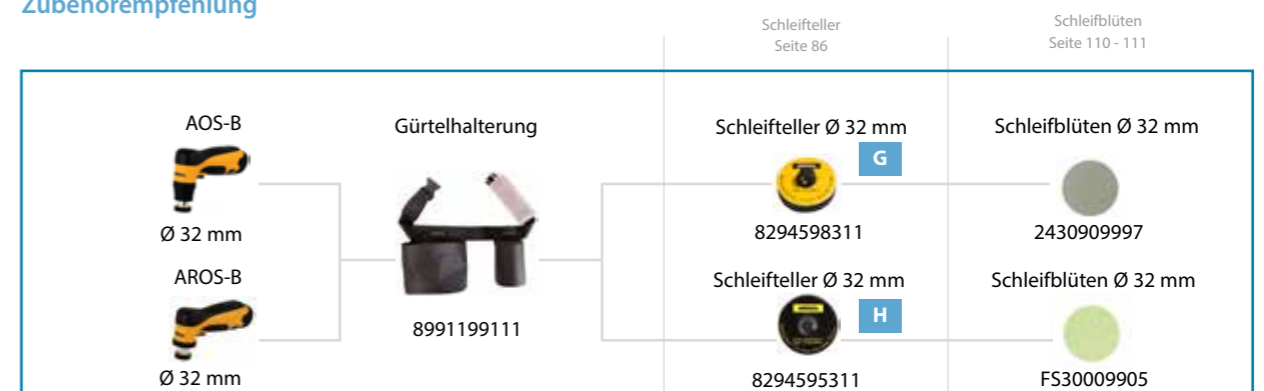 Zubehörempfehlung
Schleifteller
Seite 86
Schleifblüten
Seite 110 - 111
AOS-B
Ø 32 mm
AROS-B
Ø 32 mm
Gürtelhalterung
8991199111
Schleifteller Ø 32 mm
G
8294598311
Schleifteller Ø 32 mm
H
8294595311
Schleifblüten Ø 32 mm
2430909997
Schleifblüten Ø 32 mm
FS30009905